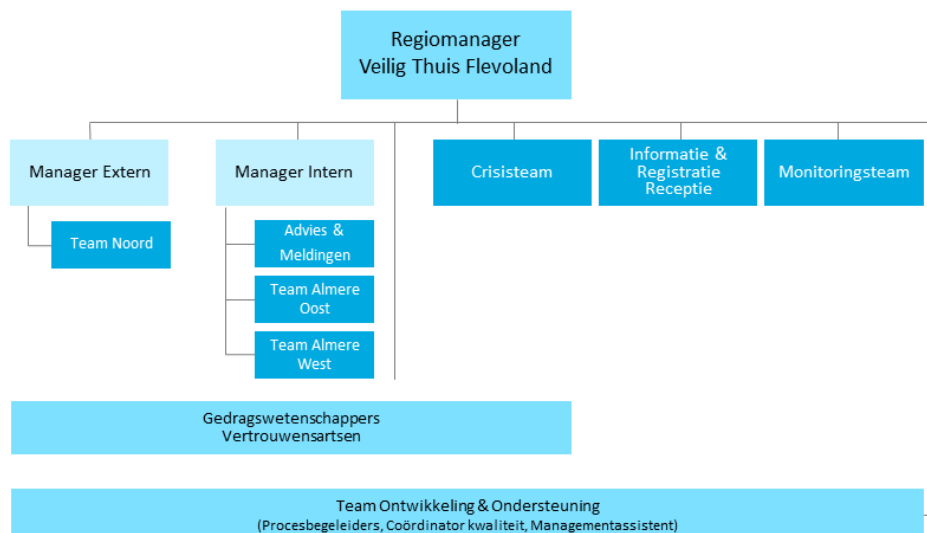 Regiomanager
Veilig Thuis Flevoland
Manager Extern
Manager Intern
Crisisteam
Informatie &
Registratie
Receptie
Monitoringsteam
Team Noord
Advies &
Meldingen
Team Almere
Oost
Team Almere
West
Gedragswetenschappers
Vertrouwensartsen
Team Ontwikkeling & Ondersteuning
(Procesbegeleiders, Coördinator kwaliteit, Managementassistent)